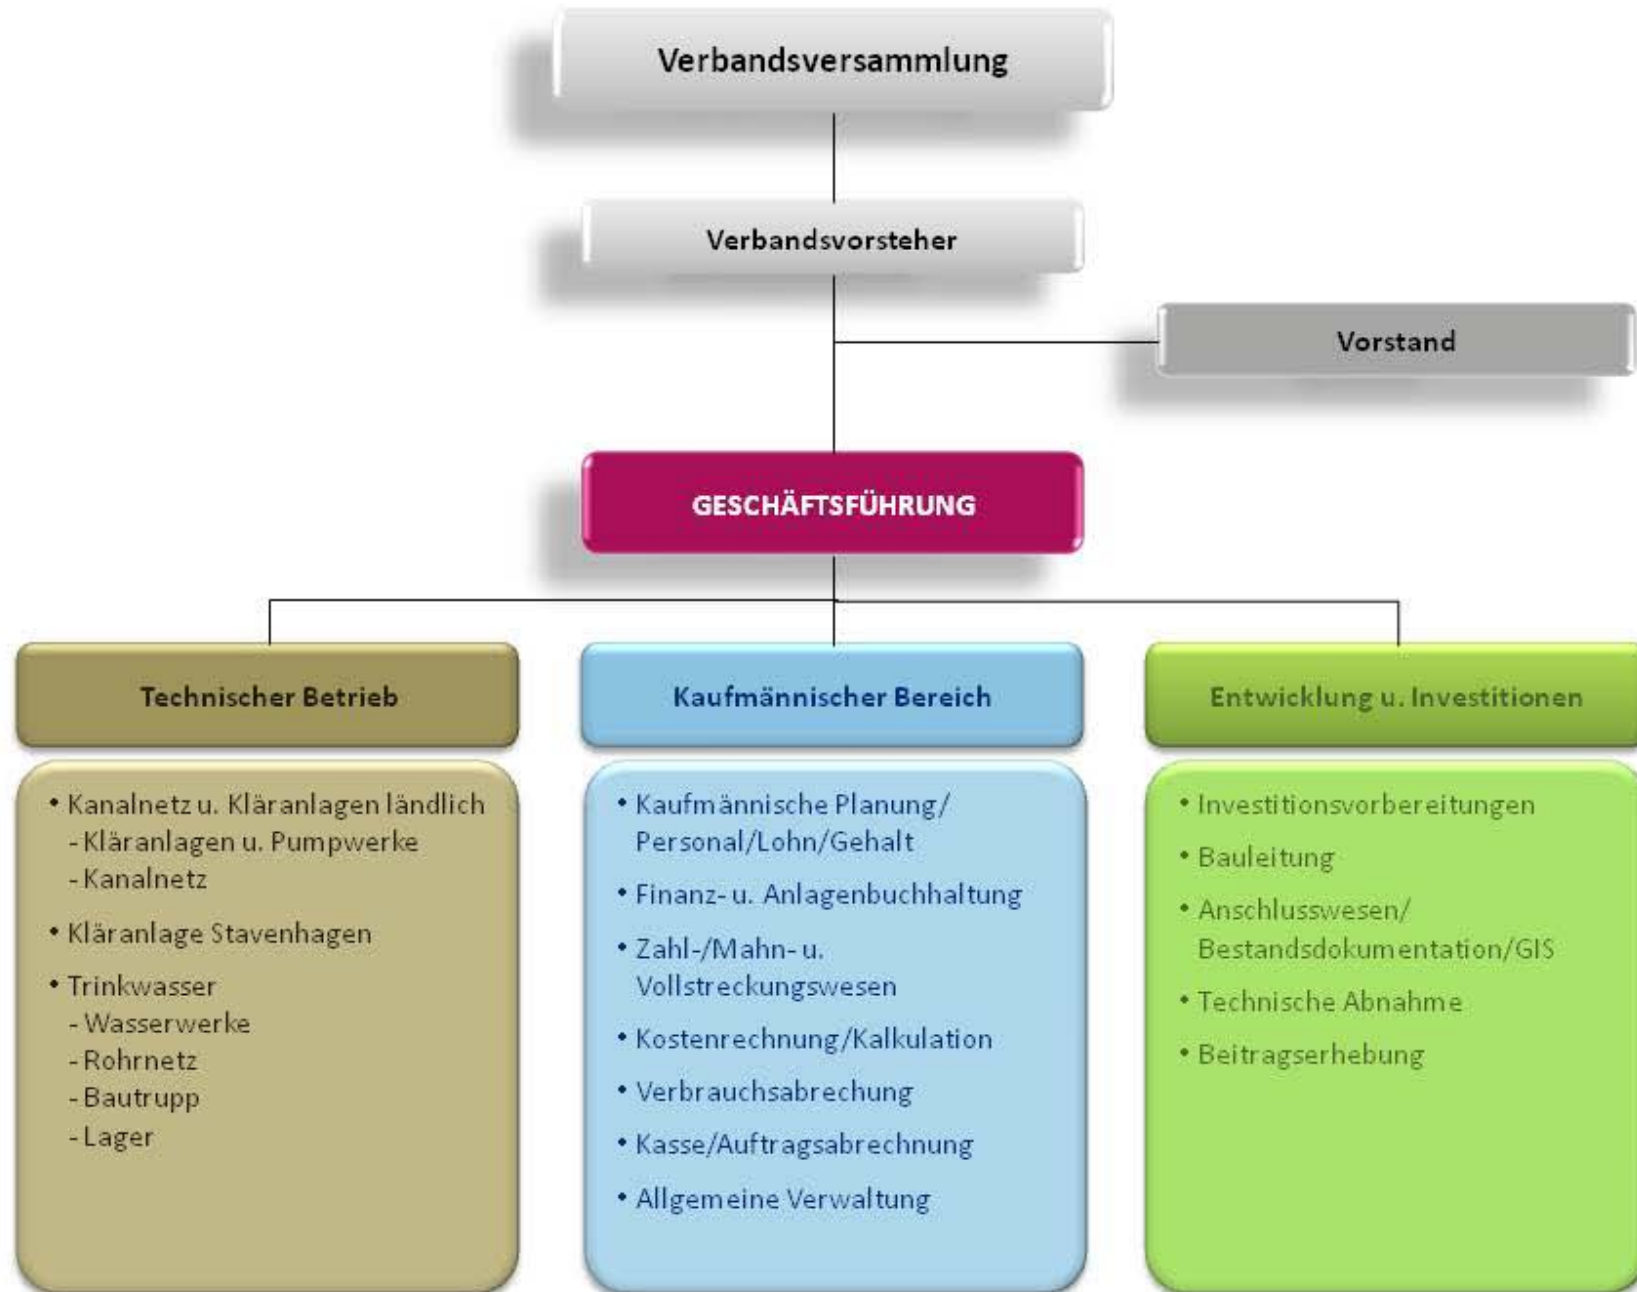 Verbandsversammlung
Verbandsvorsteher
Vorstand
GESCHÄFTSFÜHRUNG
Technischer Betrieb
• Kanalnetz u. Kläranlagen ländlich
- Kläranlagen u. Pumpwerke
- Kanalnetz
• Kläranlage Stavenhagen
• Trinkwasser
- Wasserwerke
- Rohrnetz
- Bautrupp
- Lager
Kaufmännischer Bereich
• Kaufmännische Planung/
Personal/Lohn/Gehalt
• Finanz- u. Anlagenbuchhaltung
• Zahl-/Mahn- u.
Vollstreckungswesen
• Kostenrechnung/Kalkulation
• Verbrauchsabrechung
• Kasse/Auftragsabrechnung
• Allgemeine Verwaltung
Entwicklung u. Investitionen
• Investitionsvorbereitungen
• Bauleitung
• Anschlusswesen/
Bestandsdokumentation/GIS
• Technische Abnahme
• Beitragserhebung